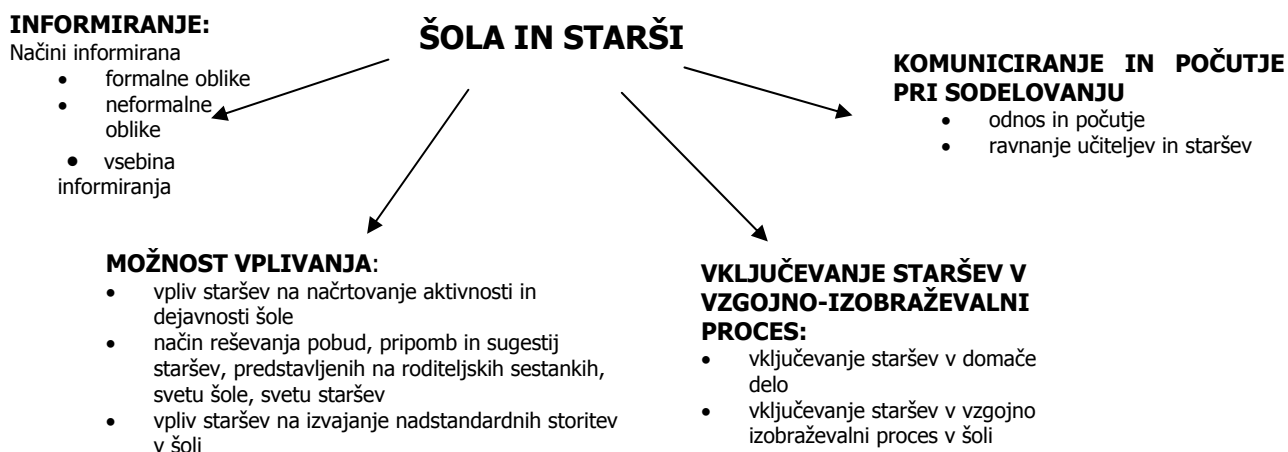 ŠOLA IN STARŠI
INFORMIRANJE:
Načini informirana
• formalne oblike
• neformalne
oblike
• vsebina
informiranja
KOMUNICIRANJE IN POČUTJE
PRI SODELOVANJU
• odnos in počutje
• ravnanje učiteljev in staršev
MOŽNOST VPLIVANJA:
• vpliv staršev na načrtovanje aktivnosti in
dejavnosti šole
• način reševanja pobud, pripomb in sugestij
staršev, predstavljenih na roditeljskih sestankih,
svetu šole, svetu staršev
• vpliv staršev na izvajanje nadstandardnih storitev
v šoli
VKLJUČEVANJE STARŠEV V
VZGOJNO-IZOBRAŽEVALNI
PROCES:
• vključevanje staršev v domače
delo
• vključevanje staršev v vzgojno
izobraževalni proces v šoli